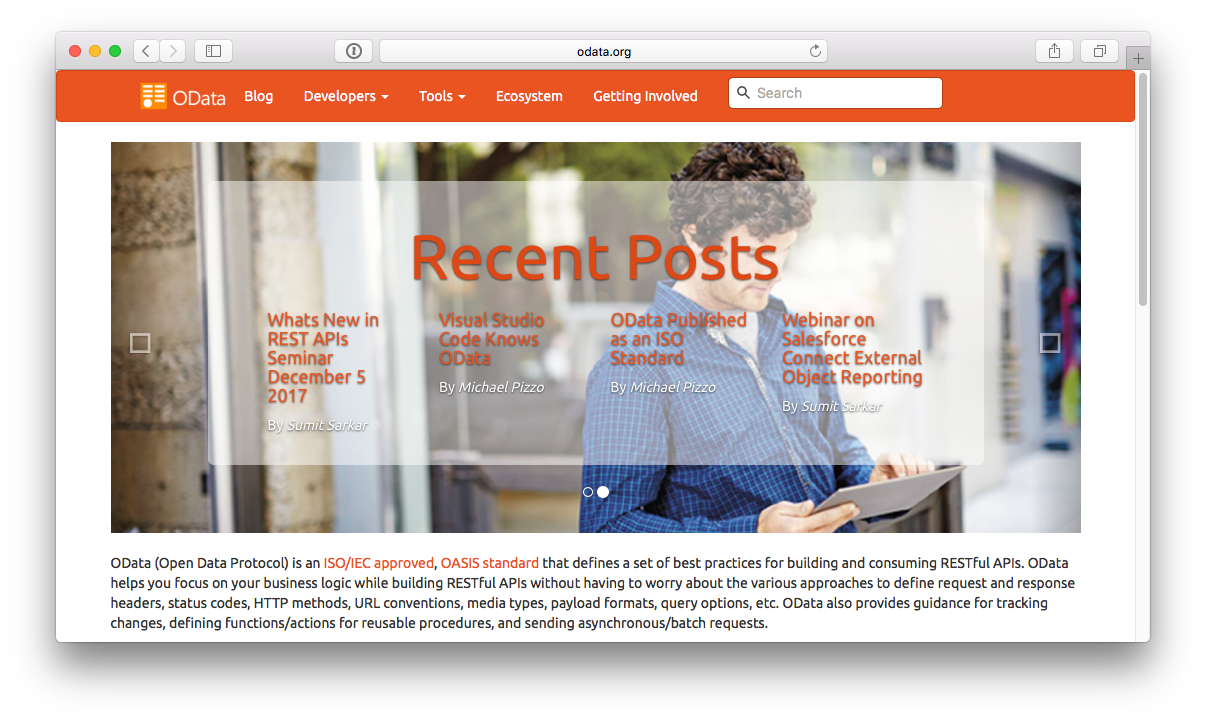 odata.org
OData Blog Developers Tools Ecosystem Getting Involved Search
Recent Posts
Whats New in
REST APIs
Seminar
December 5
2017
By Sumit Sarkar
Visual Studio
Code Knows
OData
By Michael Pizzo
OData Published
as an ISO
Standard
By Michael Pizzo
Webinar on
Salesforce
Connect External
Object Reporting
By Sumit Sarkar
OData (Open Data Protocol) is an ISO/IEC approved, OASIS standard that defines a set of best practices for building and consuming RESTful APIs. OData
helps you focus on your business logic while building RESTful APIs without having to worry about the various approaches to define request and response
headers, status codes, HTTP methods, URL conventions, media types, payload formats, query options, etc. OData also provides guidance for tracking
changes, defining functions/actions for reusable procedures, and sending asynchronous/batch requests.